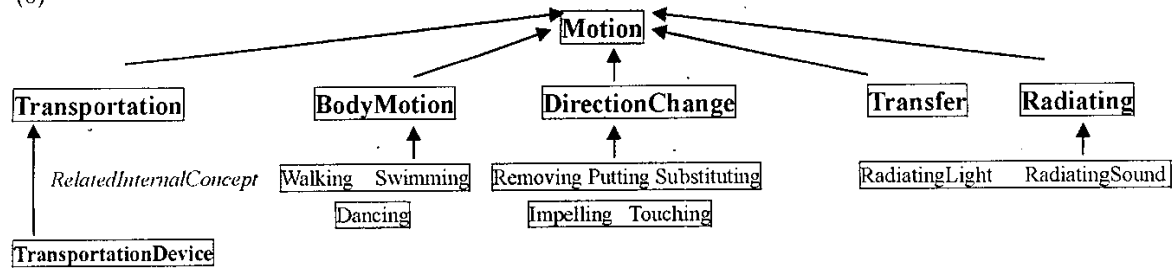 Motion
Transportation BodyMotion DirectionChange Transfer Radiating
RelatedInternalConcept Walking Swimming Removing Putting Substituting RadiatingLight RadiatingSound
Dancing Impelling Touching
TransportationDevice